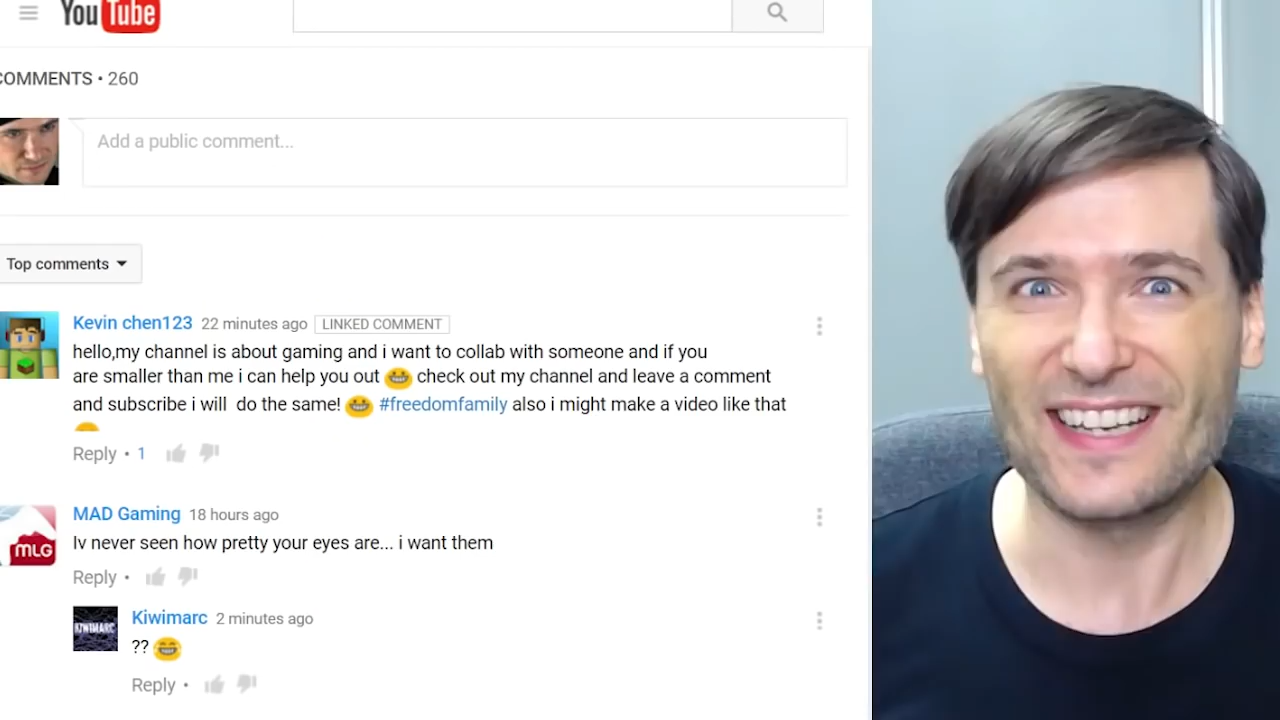 YouTube
COMMENTS • 260
Add a public comment...
Top comments
Kevin chen123 22 minutes ago LINKED COMMENT
hello,my channel is about gaming and i want to collab with someone and if you
are smaller than me i can help you out 😁 check out my channel and leave a comment
and subscribe i will do the same! 😁 #freedomfamily also i might make a video like that
Reply • 1
MAD Gaming 18 hours ago
MLG
Iv never seen how pretty your eyes are... i want them
Reply •
Kiwimarc 2 minutes ago
KIWIMARC
?? 😂
Reply •